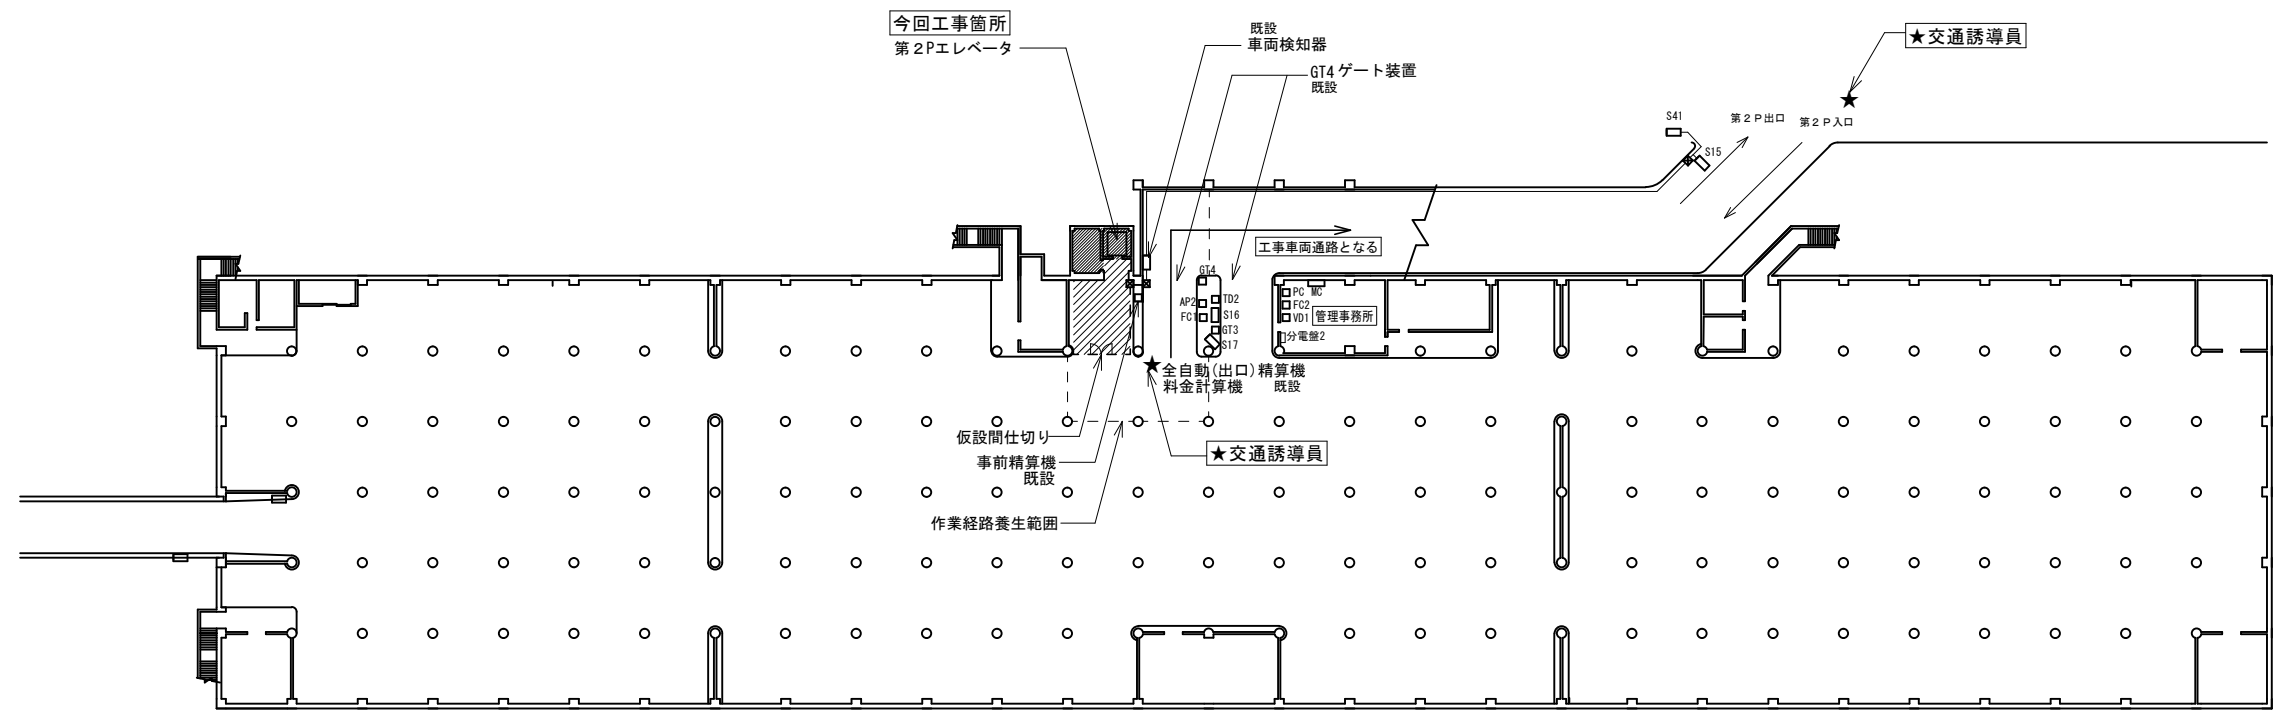 今回工事箇所
第２Pエレベータ
既設
車両検知器
GT4 ゲート装置
既設
★交通誘導員
S41
第２Ｐ出口
第２Ｐ入口
S15
工事車両通路となる
GT4
AP2
TD2
FC1
S16
GT3
S17
PC MC
FC2
VD1
管理事務所
分電盤2
全自動(出口)精算機
料金計算機 既設
仮設間仕切り
★交通誘導員
事前精算機
既設
作業経路養生範囲